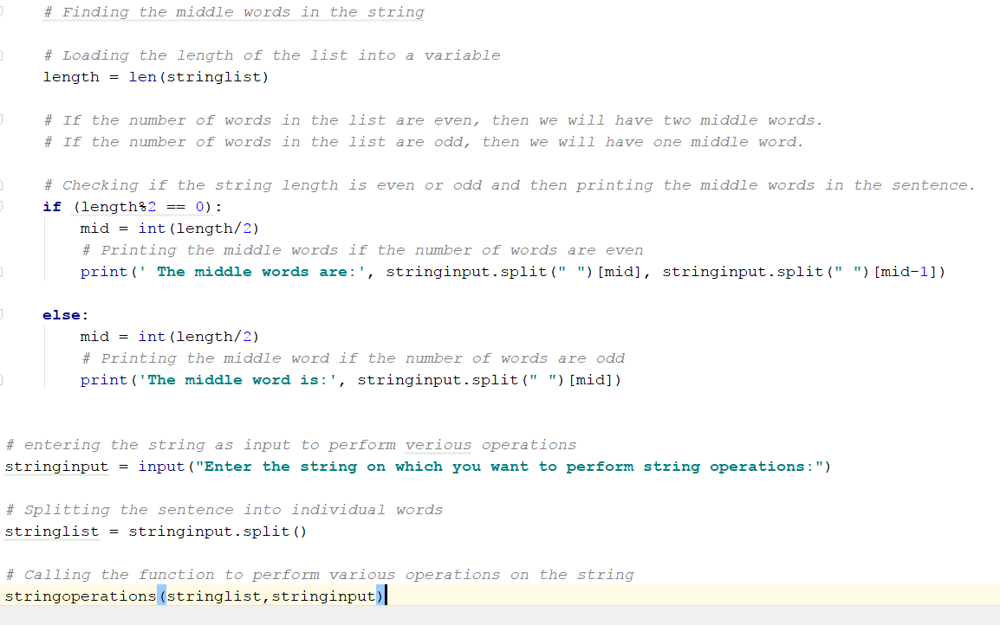 # Finding the middle words in the string
# Loading the length of the list into a variable
length = len(stringlist)
# If the number of words in the list are even, then we will have two middle words.
# If the number of words in the list are odd, then we will have one middle word.
# Checking if the string length is even or odd and then printing the middle words in the sentence.
if (length%2 == 0):
mid = int(length/2)
# Printing the middle words if the number of words are even
print(' The middle words are:', stringinput.split(" ")[mid], stringinput.split(" ")[mid-1])
else:
mid = int(length/2)
# Printing the middle word if the number of words are odd
print('The middle word is:', stringinput.split(" ")[mid])
# entering the string as input to perform verious operations
stringinput = input("Enter the string on which you want to perform string operations:")
# Splitting the sentence into individual words
stringlist = stringinput.split()
# Calling the function to perform various operations on the string
stringoperations(stringlist,stringinput)